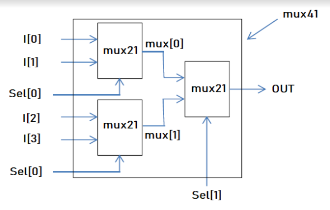 mux41
I[0]
mux21
mux[0]
I[1]
mux21
OUT
Sel[0]
I[2]
mux21
I[3]
mux[1]
Sel[0]
Sel[1]